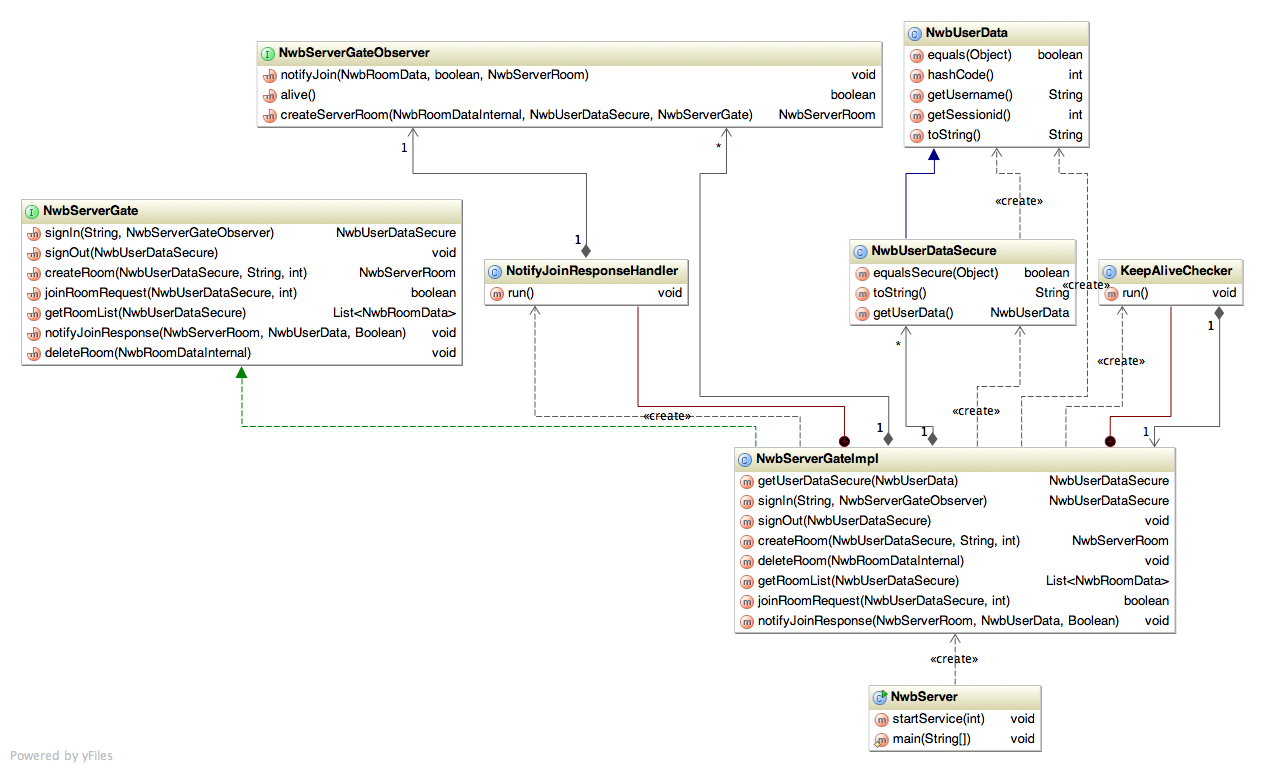 NwbServerGateObserver
notifyJoin(NwbRoomData, boolean, NwbServerRoom) void
alive() boolean
createServerRoom(NwbRoomDataInternal, NwbUserDataSecure, NwbServerGate) NwbServerRoom
NwbUserData
equals(Object) boolean
hashCode() int
getUsername() String
getSessionid() int
toString() String
1
*
«create»
NwbServerGate
signIn(String, NwbServerGateObserver) NwbUserDataSecure
signOut(NwbUserDataSecure) void
createRoom(NwbUserDataSecure, String, int) NwbServerRoom
joinRoomRequest(NwbUserDataSecure, int) boolean
getRoomList(NwbUserDataSecure) List<NwbRoomData>
notifyJoinResponse(NwbServerRoom, NwbUserData, Boolean) void
deleteRoom(NwbRoomDataInternal) void
1
NotifyJoinResponseHandler
run() void
NwbUserDataSecure
equalsSecure(Object) boolean
toString() String
getUserData() NwbUserData
«create»
KeepAliveChecker
run() void
1
*
«create»
«create»
«create»
1
1
1
NwbServerGateImpl
getUserDataSecure(NwbUserData) NwbUserDataSecure
signIn(String, NwbServerGateObserver) NwbUserDataSecure
signOut(NwbUserDataSecure) void
createRoom(NwbUserDataSecure, String, int) NwbServerRoom
deleteRoom(NwbRoomDataInternal) void
getRoomList(NwbUserDataSecure) List<NwbRoomData>
joinRoomRequest(NwbUserDataSecure, int) boolean
notifyJoinResponse(NwbServerRoom, NwbUserData, Boolean) void
«create»
NwbServer
startService(int) void
main(String[]) void
Powered by yFiles